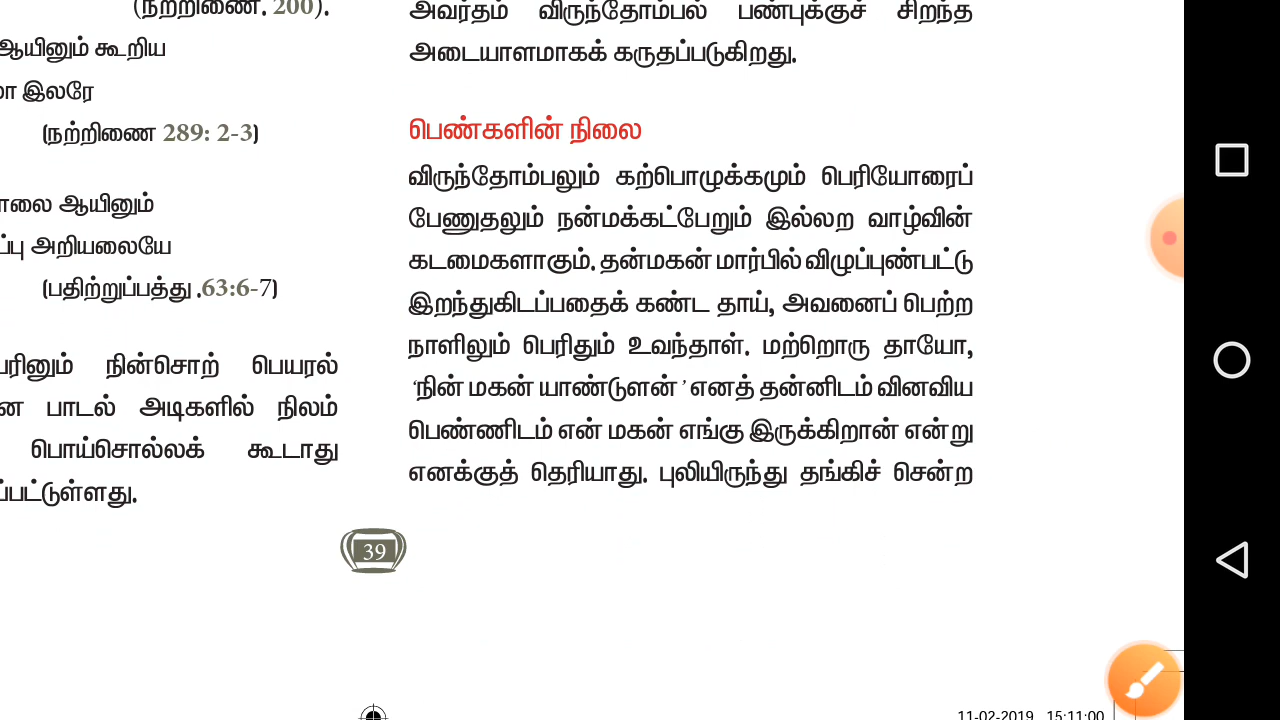 (நற்றிணை. 200).
ஆயினும் கூறிய
இலரே
(நற்றிணை 289: 2-3)
ஆயினும்
அறியலையே
(பதிற்றுப்பத்து .63:6-7)
நின்சொற் பெயரல்
பாடல் அடிகளில் நிலம்
பொய்சொல்லக் கூடாது
அவர்தம் விருந்தோம்பல் பண்புக்குச் சிறந்த
அடையாளமாகக் கருதப்படுகிறது.
பெண்களின் நிலை
விருந்தோம்பலும் கற்பொழுக்கமும் பெரியோரைப்
பேணுதலும் நன்மக்கட்பேறும் இல்லற வாழ்வின்
கடமைகளாகும். தன்மகன் மார்பில் விழுப்புண்பட்டு
இறந்துகிடப்பதைக் கண்ட தாய், அவனைப் பெற்ற
நாளிலும் பெரிதும் உவந்தாள். மற்றொரு தாயோ,
‘நின் மகன் யாண்டுளன்’ எனத் தன்னிடம் வினவிய
பெண்ணிடம் என் மகன் எங்கு இருக்கிறான் என்று
எனக்குத் தெரியாது. புலியிருந்து தங்கிச் சென்ற
39
11-02-2019 15:11:00